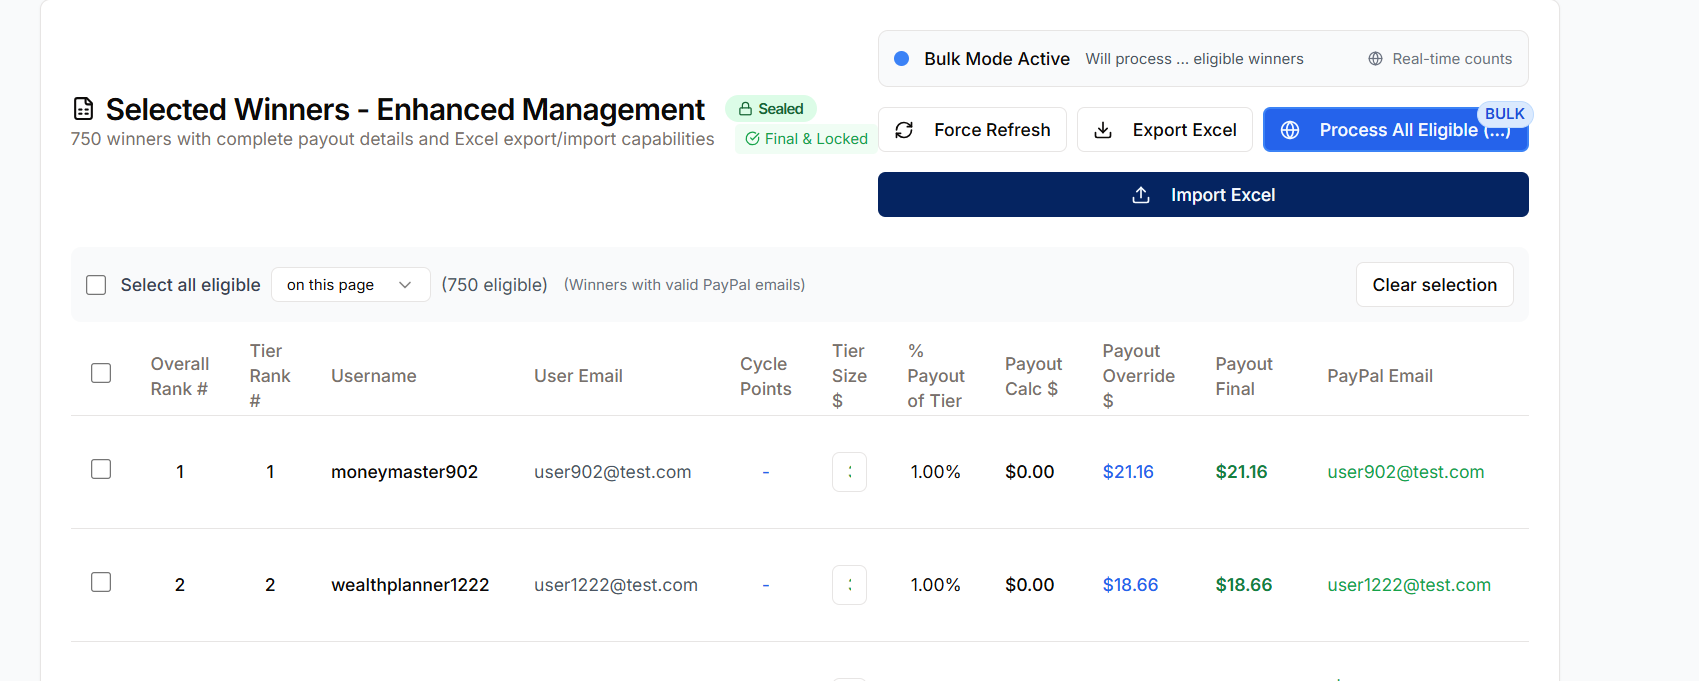 Bulk Mode Active Will process ... eligible winners Real-time counts
Selected Winners - Enhanced Management Sealed
750 winners with complete payout details and Excel export/import capabilities Final & Locked
Force Refresh Export Excel Process All Eligible (...) BULK
Import Excel
Select all eligible on this page (750 eligible) (Winners with valid PayPal emails) Clear selection
Overall Rank # Tier Rank # Username User Email Cycle Points Tier Size $ % Payout of Tier Payout Calc $ Payout Override $ Payout Final PayPal Email
1 1 moneymaster902 user902@test.com - 1.00% $0.00 $21.16 $21.16 user902@test.com
2 2 wealthplanner1222 user1222@test.com - 1.00% $0.00 $18.66 $18.66 user1222@test.com